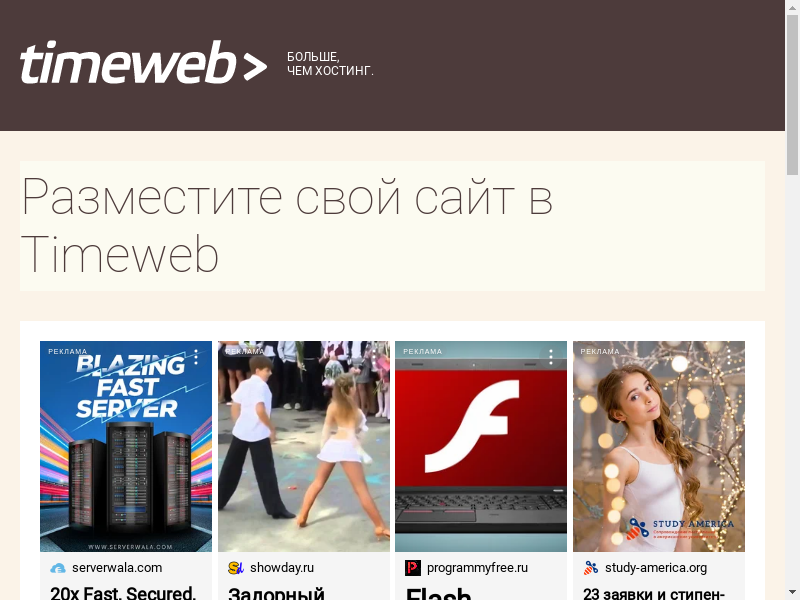 timeweb>
БОЛЬШЕ,
ЧЕМ ХОСТИНГ.
Разместите свой сайт в
Timeweb
РЕКЛАМА
BLAZING
FAST
SERVER
WWW.SERVERWALA.COM
serverwala.com
20x Fast. Secured.
РЕКЛАМА
showday.ru
Задорный
РЕКЛАМА
programmyfree.ru
Flash
РЕКЛАМА
STUDY AMERICA
study-america.org
23 заявки и стипен-